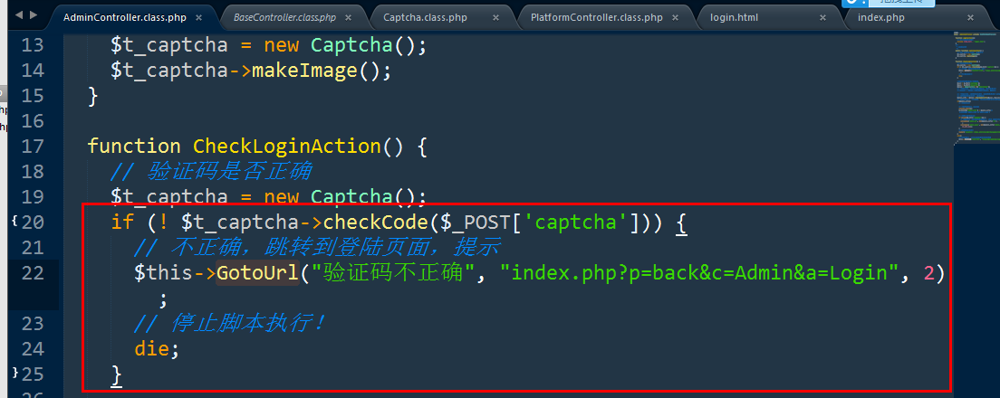 AdminController.class.php × BaseController.class.php × Captcha.class.php × PlatformController.class.php × login.html × index.php ×
13 $t_captcha = new Captcha();
14 $t_captcha->makeImage();
15 }
16
17 function CheckLoginAction() {
18 // 验证码是否正确
19 $t_captcha = new Captcha();
20 if (! $t_captcha->checkCode($_POST['captcha'])) {
21 // 不正确，跳转到登陆页面，提示
22 $this->GotoUrl("验证码不正确", "index.php?p=back&c=Admin&a=Login", 2)
;
23 // 停止脚本执行！
24 die;
25 }